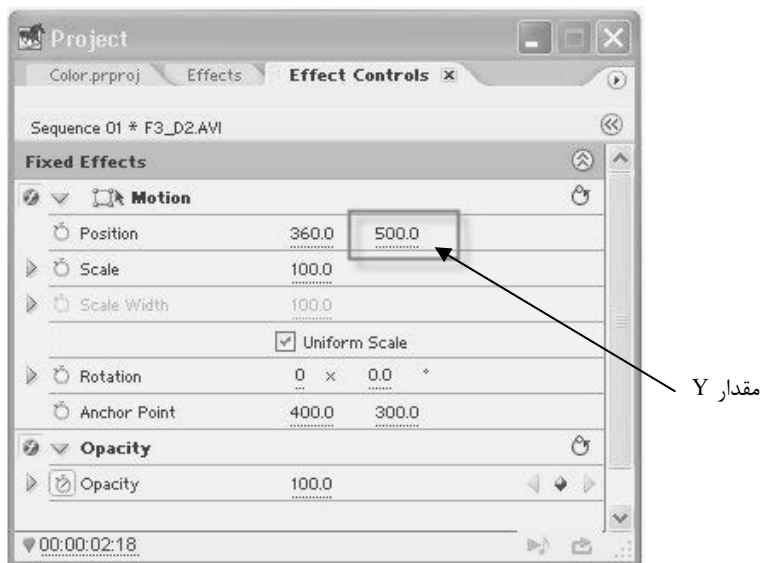 Project
Color.prproj Effects Effect Controls
Sequence 01 * F3_D2.AVI
Fixed Effects
Motion
Position 360.0 500.0
Scale 100.0
Scale Width 100.0
Uniform Scale
Rotation 0 x 0.0 °
Anchor Point 400.0 300.0
مقدار Y
Opacity
Opacity 100.0
00:00:02:18